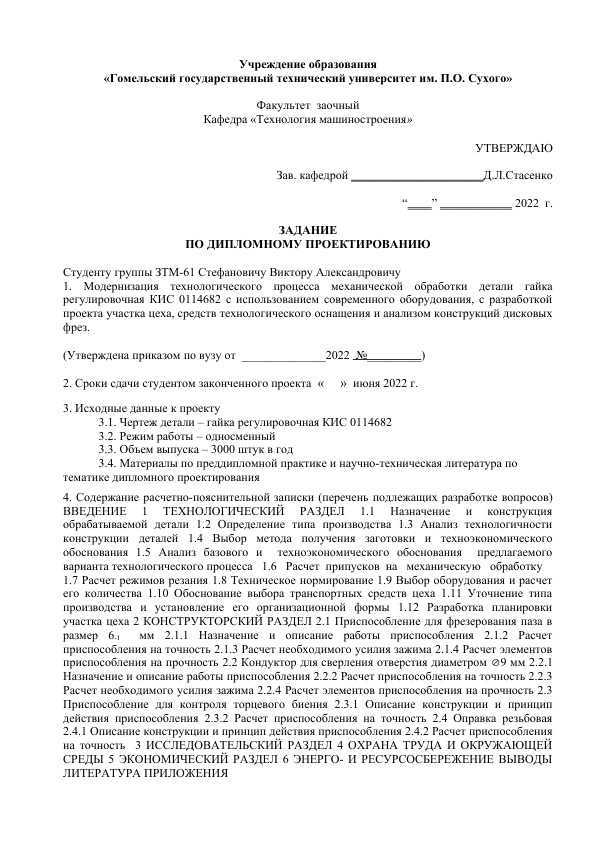 Учреждение образования
«Гомельский государственный технический университет им. П.О. Сухого»
Факультет заочный
Кафедра «Технология машиностроения»
УТВЕРЖДАЮ
Зав. кафедрой ______________________Д.Л.Стасенко
“____” ____________ 2022 г.
ЗАДАНИЕ
ПО ДИПЛОМНОМУ ПРОЕКТИРОВАНИЮ
Студенту группы ЗТМ-61 Стефановичу Виктору Александровичу
1. Модернизация технологического процесса механической обработки детали гайка
регулировочная КИС 0114682 с использованием современного оборудования, с разработкой
проекта участка цеха, средств технологического оснащения и анализом конструкций дисковых
фрез.
(Утверждена приказом по вузу от ______________2022 №_________)
2. Сроки сдачи студентом законченного проекта « » июня 2022 г.
3. Исходные данные к проекту
3.1. Чертеж детали – гайка регулировочная КИС 0114682
3.2. Режим работы – односменный
3.3. Объем выпуска – 3000 штук в год
3.4. Материалы по преддипломной практике и научно-техническая литература по
тематике дипломного проектирования
4. Содержание расчетно-пояснительной записки (перечень подлежащих разработке вопросов)
ВВЕДЕНИЕ 1 ТЕХНОЛОГИЧЕСКИЙ РАЗДЕЛ 1.1 Назначение и конструкция
обрабатываемой детали 1.2 Определение типа производства 1.3 Анализ технологичности
конструкции деталей 1.4 Выбор метода получения заготовки и техноэкономического
обоснования 1.5 Анализ базового и техноэкономического обоснования предлагаемого
варианта технологического процесса 1.6 Расчет припусков на механическую обработку
1.7 Расчет режимов резания 1.8 Техническое нормирование 1.9 Выбор оборудования и расчет
его количества 1.10 Обоснование выбора транспортных средств цеха 1.11 Уточнение типа
производства и установление его организационной формы 1.12 Разработка планировки
участка цеха 2 КОНСТРУКТОРСКИЙ РАЗДЕЛ 2.1 Приспособление для фрезерования паза в
размер 6-1 мм 2.1.1 Назначение и описание работы приспособления 2.1.2 Расчет
приспособления на точность 2.1.3 Расчет необходимого усилия зажима 2.1.4 Расчет элементов
приспособления на прочность 2.2 Кондуктор для сверления отверстия диаметром ∅9 мм 2.2.1
Назначение и описание работы приспособления 2.2.2 Расчет приспособления на точность 2.2.3
Расчет необходимого усилия зажима 2.2.4 Расчет элементов приспособления на прочность 2.3
Приспособление для контроля торцевого биения 2.3.1 Описание конструкции и принцип
действия приспособления 2.3.2 Расчет приспособления на точность 2.4 Оправка резьбовая
2.4.1 Описание конструкции и принцип действия приспособления 2.4.2 Расчет приспособления
на точность 3 ИССЛЕДОВАТЕЛЬСКИЙ РАЗДЕЛ 4 ОХРАНА ТРУДА И ОКРУЖАЮЩЕЙ
СРЕДЫ 5 ЭКОНОМИЧЕСКИЙ РАЗДЕЛ 6 ЭНЕРГО- И РЕСУРСОСБЕРЕЖЕНИЕ ВЫВОДЫ
ЛИТЕРАТУРА ПРИЛОЖЕНИЯ